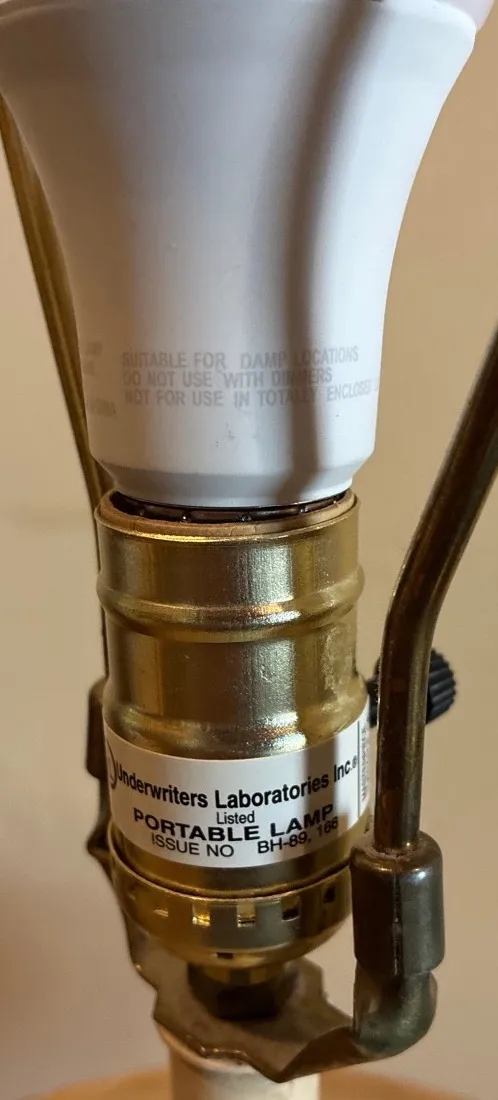 SUITABLE FOR DAMP LOCATIONS
DO NOT USE WITH DIMMERS
NOT FOR USE IN TOTALLY ENCLOSED
Underwriters Laboratories Inc.®
Listed
PORTABLE LAMP
ISSUE NO BH-89, 166